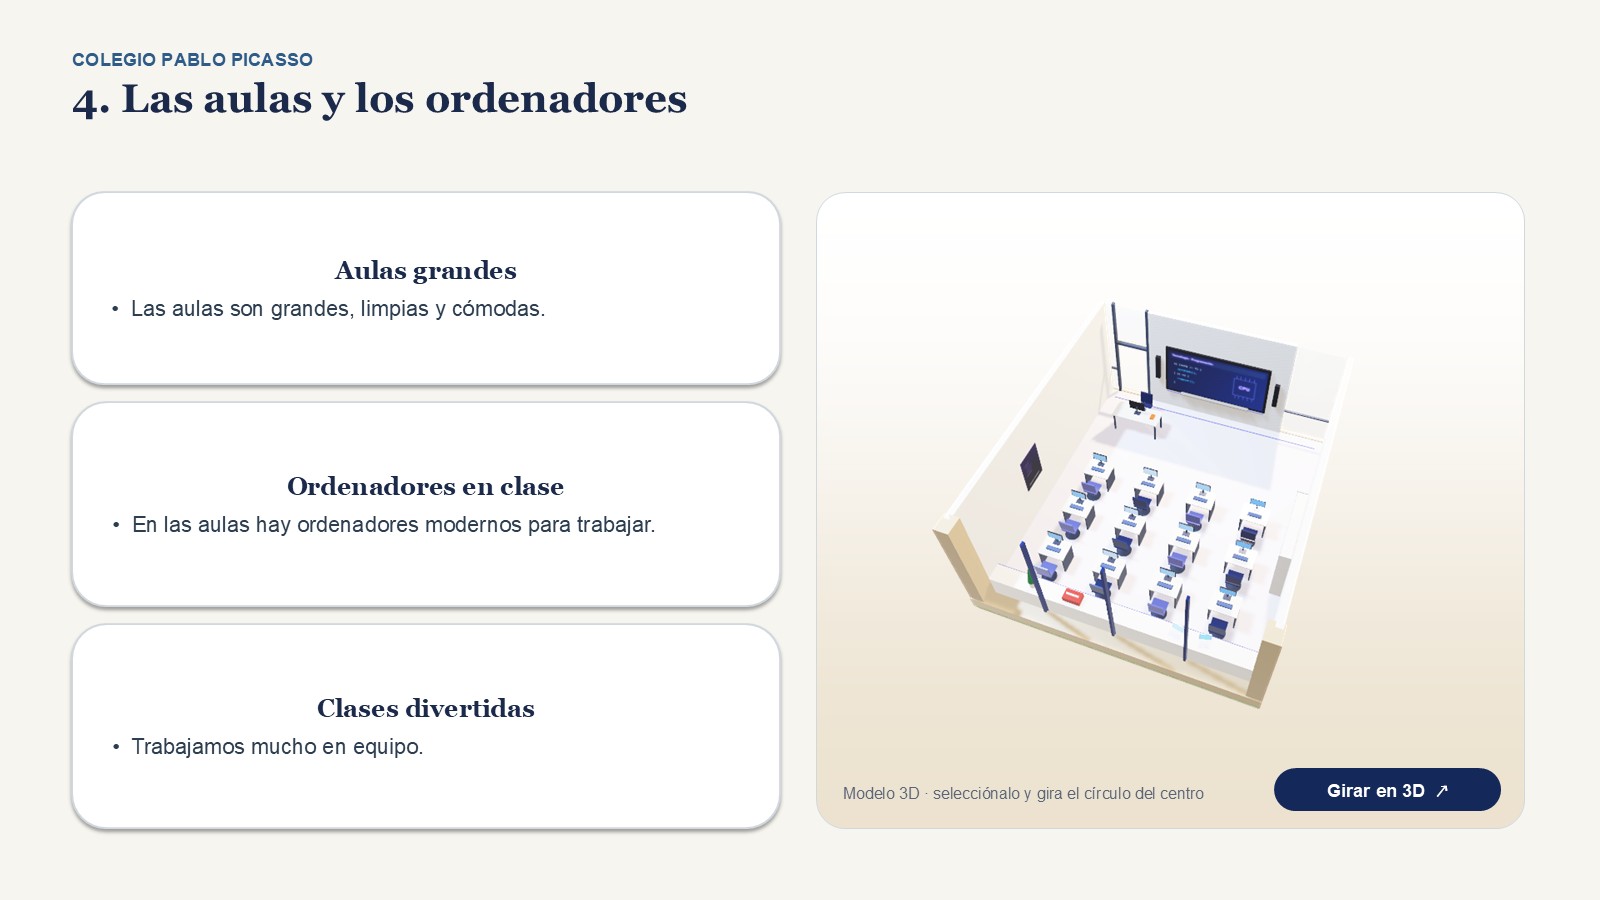 COLEGIO PABLO PICASSO
4. Las aulas y los ordenadores
Aulas grandes
• Las aulas son grandes, limpias y cómodas.
Ordenadores en clase
• En las aulas hay ordenadores modernos para trabajar.
Clases divertidas
• Trabajamos mucho en equipo.
CPU
Modelo 3D · selecciónalo y gira el círculo del centro
Girar en 3D ↗